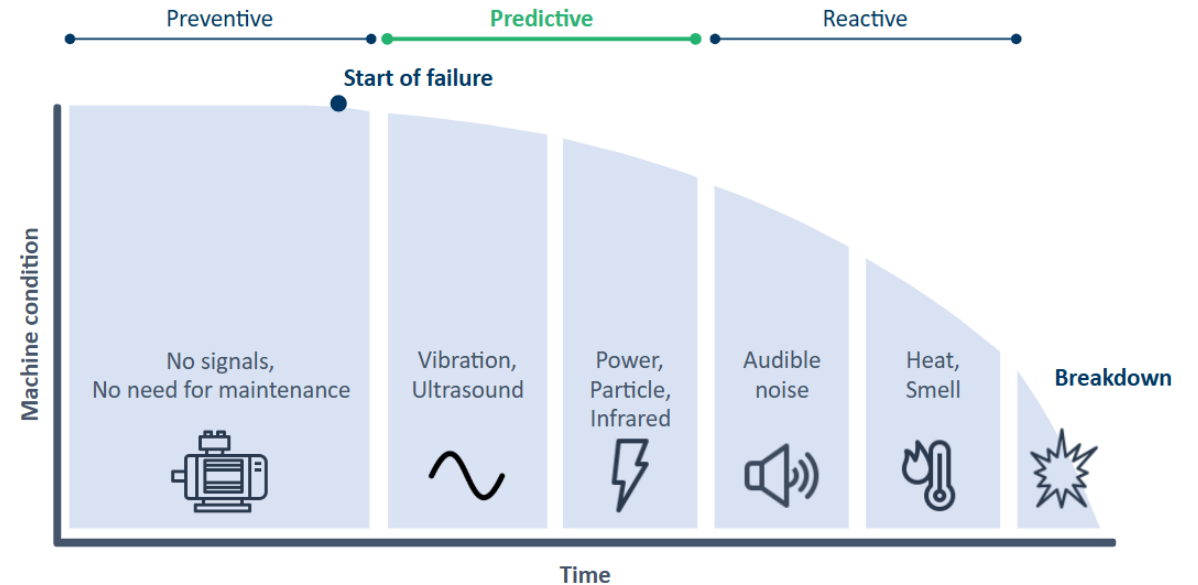 Preventive
Predictive
Reactive
Start of failure
Machine condition
No signals,
No need for maintenance
Vibration,
Ultrasound
Power,
Particle,
Infrared
Audible
noise
Heat,
Smell
Breakdown
Time